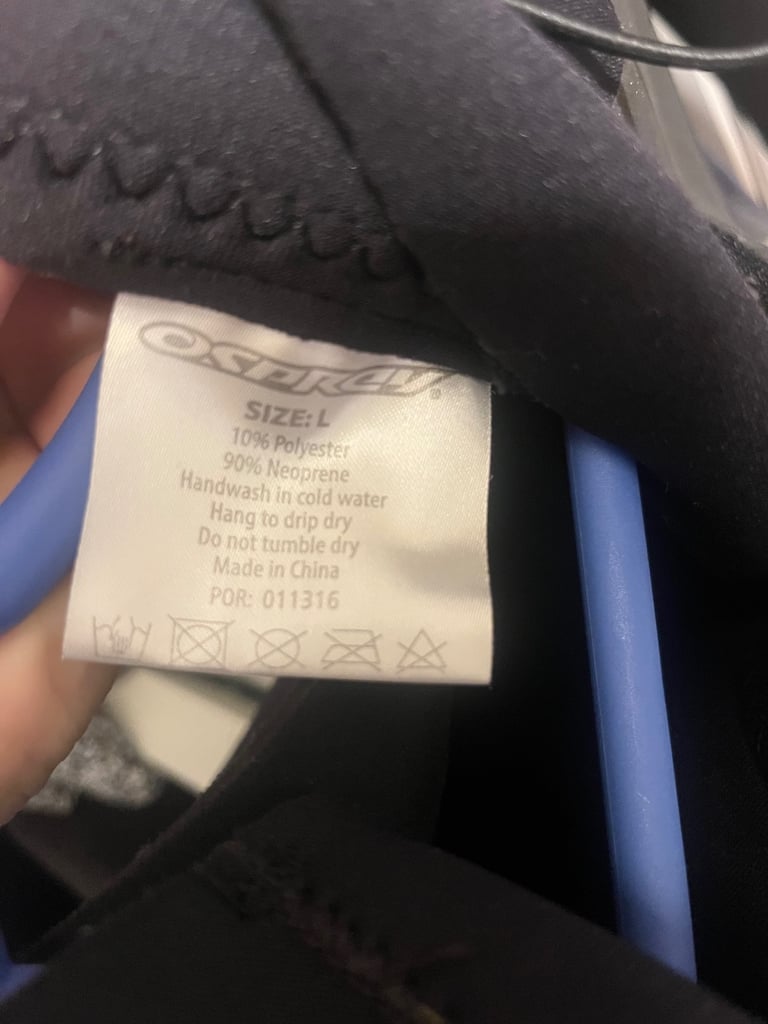 OSPREY®
SIZE: L
10% Polyester
90% Neoprene
Handwash in cold water
Hang to drip dry
Do not tumble dry
Made in China
POR: 011316